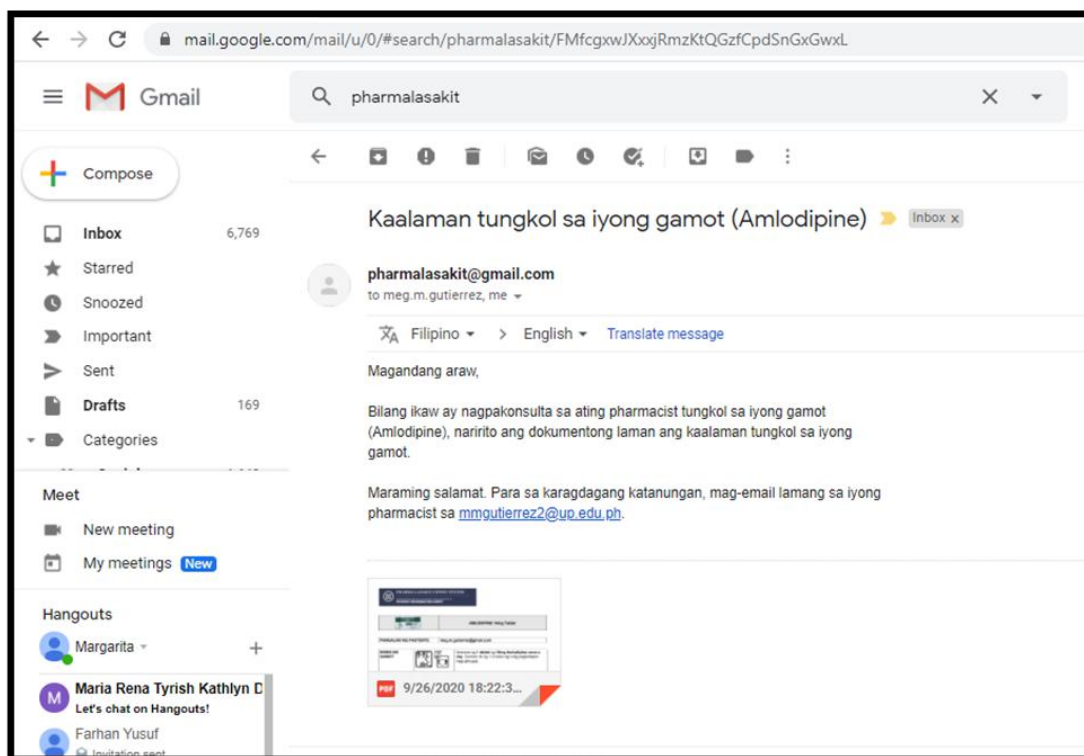 mail.google.com/mail/u/0/#search/pharmalasakit/FMfcgxwJXxxjRmzKtQGzfCpdSnGxGwxL
Gmail
pharmalasakit
Compose
Inbox 6,769
Starred
Snoozed
Important
Sent
Drafts 169
Categories
Meet
New meeting
My meetings New
Hangouts
Margarita
Maria Rena Tyrish Kathlyn D
Let's chat on Hangouts!
Farhan Yusuf
Invitation sent
Kaalaman tungkol sa iyong gamot (Amlodipine) Inbox x
pharmalasakit@gmail.com
to meg.m.gutierrez, me
Filipino > English Translate message
Magandang araw,
Bilang ikaw ay nagpakonsulta sa ating pharmacist tungkol sa iyong gamot
(Amlodipine), naririto ang dokumentong laman ang kaalaman tungkol sa iyong
gamot.
Maraming salamat. Para sa karagdagang katanungan, mag-email lamang sa iyong
pharmacist sa mmgutierrez2@up.edu.ph.
PDF 9/26/2020 18:22:3...